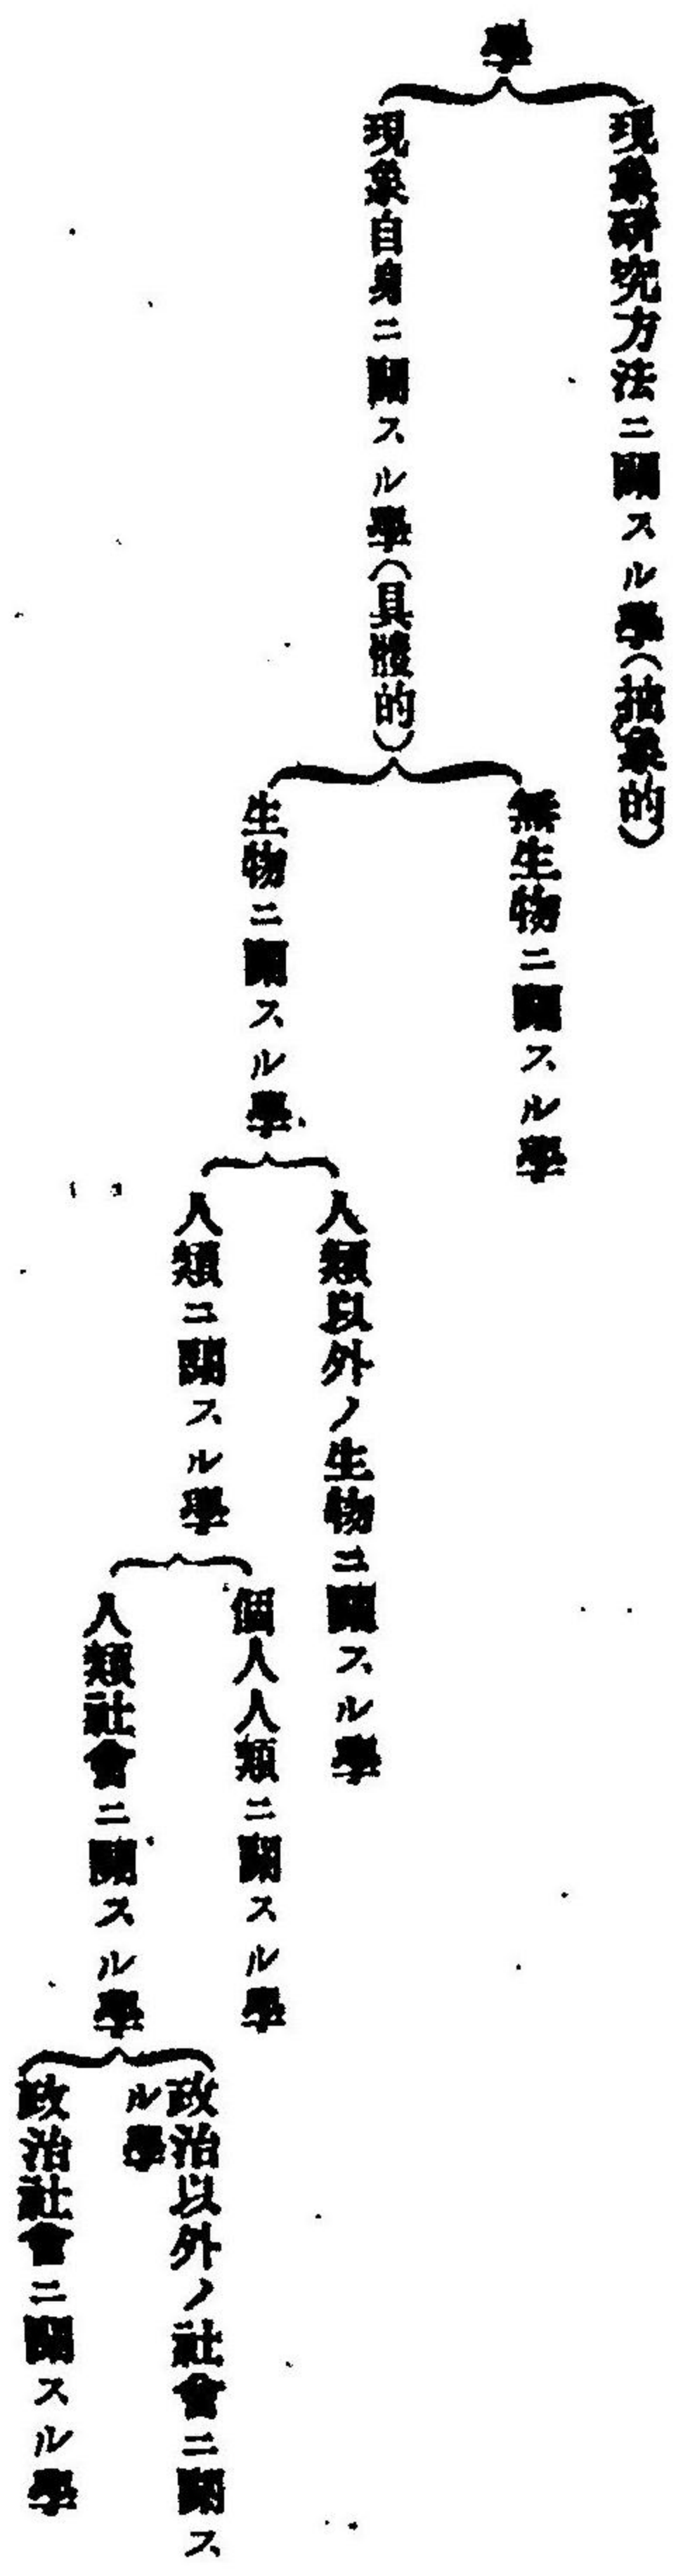 學
現象研究方法ニ關スル學(抽象的)
現象自身ニ關スル學(具體的)
無生物ニ關スル學
生物ニ關スル學
人類以外ノ生物ニ關スル學
人類ニ關スル學
個人人類ニ關スル學
人類社會ニ關スル學
政治以外ノ社會ニ關ス
ル學
政治社會ニ關スル學